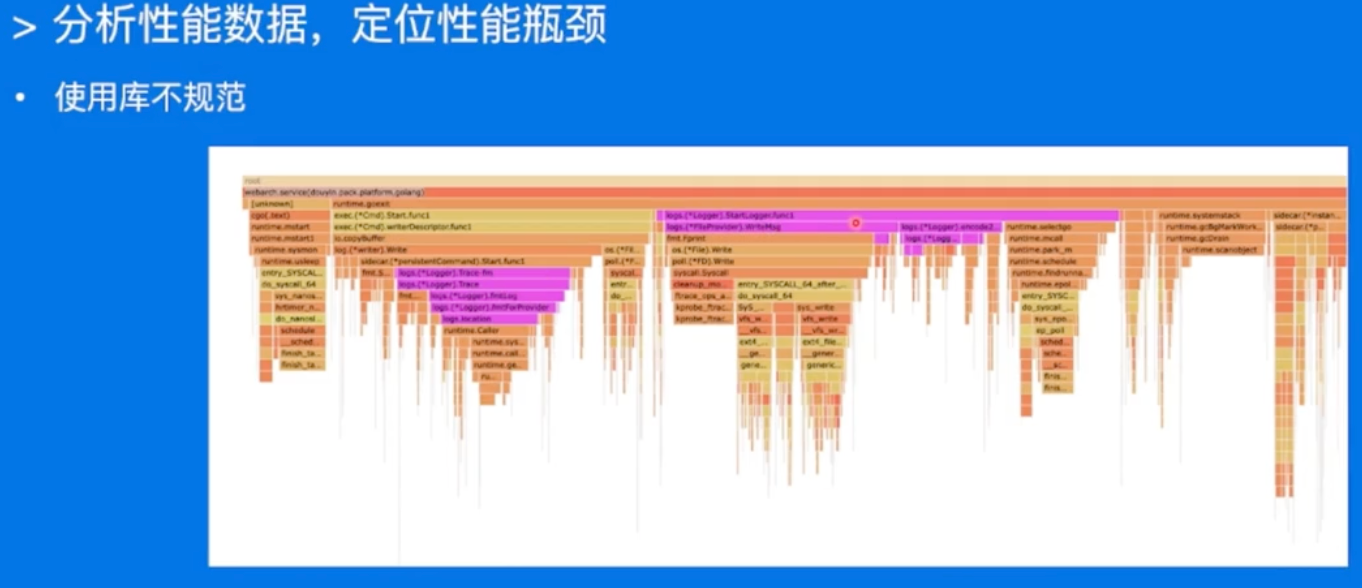 > 分析性能数据，定位性能瓶颈
• 使用库不规范
root
webarch.service(douyin.pack.platform.golang)
[unknown] runtime.goexit
cgo(.text) exec.(*Cmd).Start.func1 logs.(*Logger).StartLogger.func1 runtime.systemstack sidecar.(*instan...
runtime.mstart exec.(*Cmd).writerDescriptor.func1 logs.(*FileProvider).WriteMsg logs.(*Logger).encode2... runtime.selectgo runtime.gcBgMarkWork... sidecar.(*p...
runtime.mstart1 io.copyBuffer fmt.Fprint logs.(*Logg... runtime.mcall runtime.gcDrain
runtime.sysmon log.(*writer).Write os.(*Fil... os.(*File).Write runtime.park_m runtime.scanobject
runtime.usleep sidecar.(*persistentCommand).Start.func1 poll.(*F... poll.(*FD).Write runtime.schedule
entry_SYSCAL... fmt.S... logs.(*Logger).Trace-fm syscal... syscall.Syscall runtime.findrunna...
do_syscall_64 logs.(*Logger).Trace entr... cleanup_mo... entry_SYSCALL_64_after_... runtime.epol...
sys_nanos... fmt... logs.(*Logger).fmtLog do_... ftrace_ops_a... do_syscall_64 entry_SYSC...
hrtimer_n... logs.(*Logger).fmtForProvider kprobe_ftrac... SyS_... sys_write do_syscall_...
do_nanosl... logs.location kprobe_ftrac... vfs_w... vfs_write sys_epo...
schedule runtime.Caller __vfs... __vfs_wr... ep_poll
__sched... runtime.sys... ext4_... ext4_file... sched...
finish_ta... runtime.cal... __ge... __gener... sche...
finish_ta... runtime.ge... gene... generic... __sc...
ru... finis...
finis...